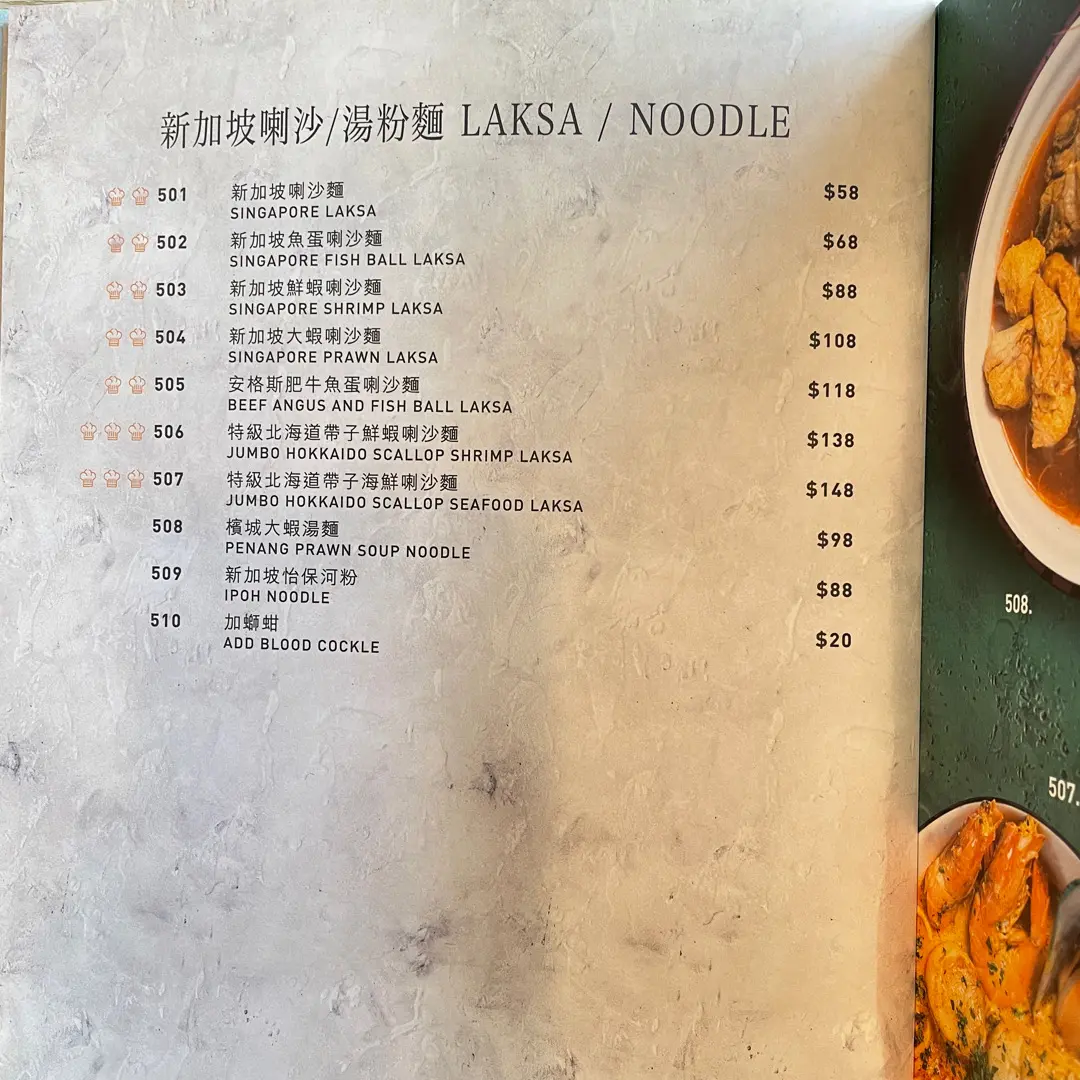 新加坡喇沙/湯粉麵 LAKSA / NOODLE
501 新加坡喇沙麵 $58
SINGAPORE LAKSA
502 新加坡魚蛋喇沙麵 $68
SINGAPORE FISH BALL LAKSA
503 新加坡鮮蝦喇沙麵 $88
SINGAPORE SHRIMP LAKSA
504 新加坡大蝦喇沙麵 $108
SINGAPORE PRAWN LAKSA
505 安格斯肥牛魚蛋喇沙麵 $118
BEEF ANGUS AND FISH BALL LAKSA
506 特級北海道帶子鮮蝦喇沙麵 $138
JUMBO HOKKAIDO SCALLOP SHRIMP LAKSA
507 特級北海道帶子海鮮喇沙麵 $148
JUMBO HOKKAIDO SCALLOP SEAFOOD LAKSA
508 檳城大蝦湯麵 $98
PENANG PRAWN SOUP NOODLE
509 新加坡怡保河粉 $88
IPOH NOODLE
510 加螄蚶 $20
ADD BLOOD COCKLE
508.
507.